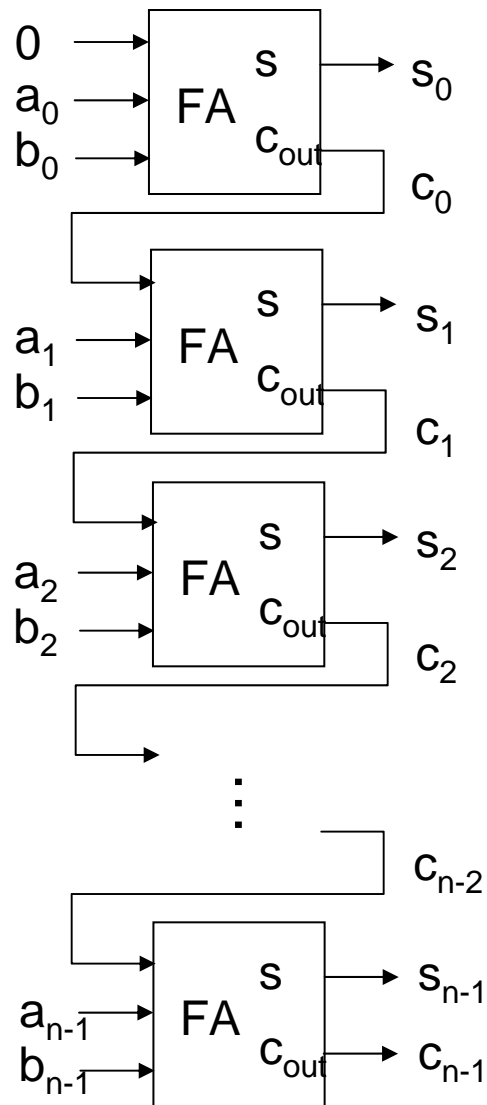 0
s
s₀
a₀
FA
b₀
cout
c₀
s
s₁
a₁
FA
b₁
cout
c₁
s
s₂
a₂
FA
b₂
cout
c₂
⋮
cn-2
s
sn-1
an-1
FA
bn-1
cout
cn-1